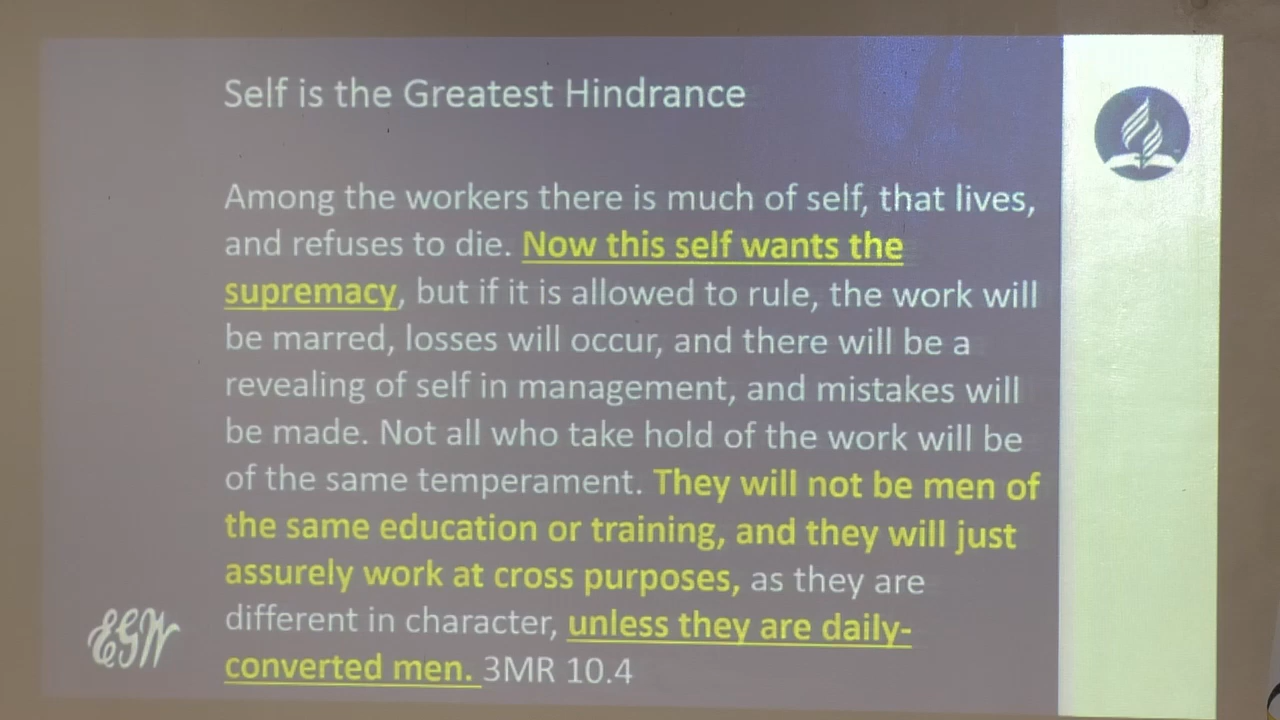 Self is the Greatest Hindrance
Among the workers there is much of self, that lives,
and refuses to die. Now this self wants the
supremacy, but if it is allowed to rule, the work will
be marred, losses will occur, and there will be a
revealing of self in management, and mistakes will
be made. Not all who take hold of the work will be
of the same temperament. They will not be men of
the same education or training, and they will just
assurely work at cross purposes, as they are
different in character, unless they are daily-
converted men. 3MR 10.4
EGW